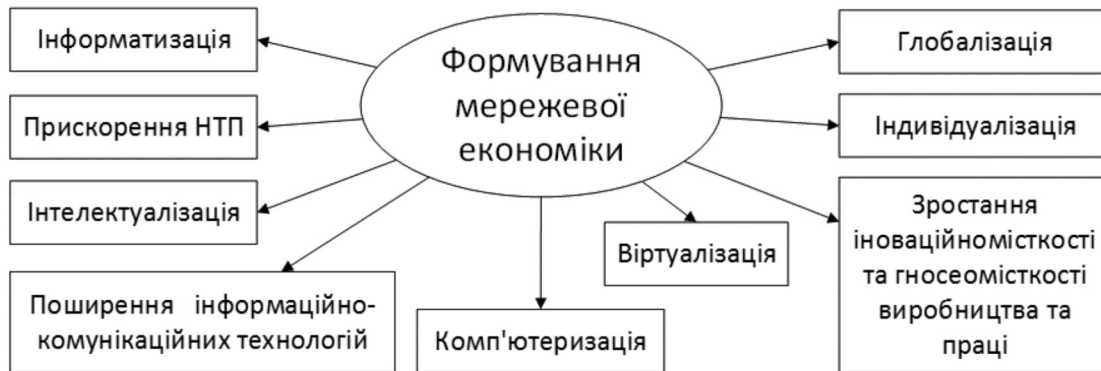 Формування
мережевої
економіки
Інформатизація
Прискорення НТП
Інтелектуалізація
Поширення інформаційно-
комунікаційних технологій
Комп'ютеризація
Віртуалізація
Глобалізація
Індивідуалізація
Зростання
іноваційномісткості
та гносеомісткості
виробництва та
праці